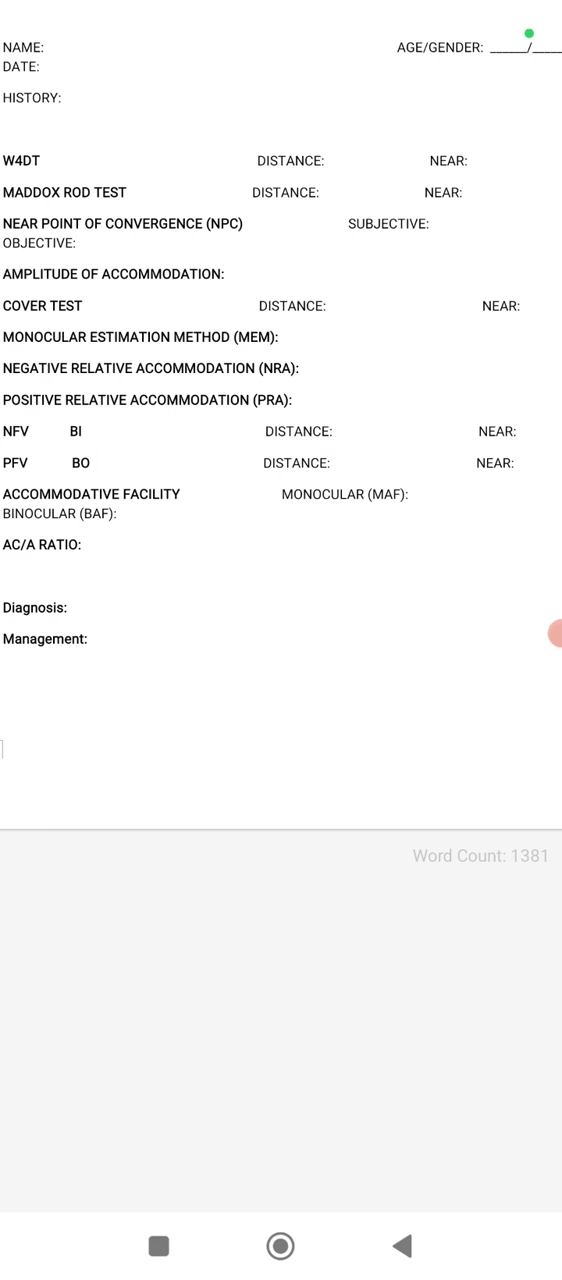 NAME: AGE/GENDER: ______/_____
DATE:
HISTORY:
W4DT DISTANCE: NEAR:
MADDOX ROD TEST DISTANCE: NEAR:
NEAR POINT OF CONVERGENCE (NPC) SUBJECTIVE:
OBJECTIVE:
AMPLITUDE OF ACCOMMODATION:
COVER TEST DISTANCE: NEAR:
MONOCULAR ESTIMATION METHOD (MEM):
NEGATIVE RELATIVE ACCOMMODATION (NRA):
POSITIVE RELATIVE ACCOMMODATION (PRA):
NFV BI DISTANCE: NEAR:
PFV BO DISTANCE: NEAR:
ACCOMMODATIVE FACILITY MONOCULAR (MAF):
BINOCULAR (BAF):
AC/A RATIO:
Diagnosis:
Management:
Word Count: 1381